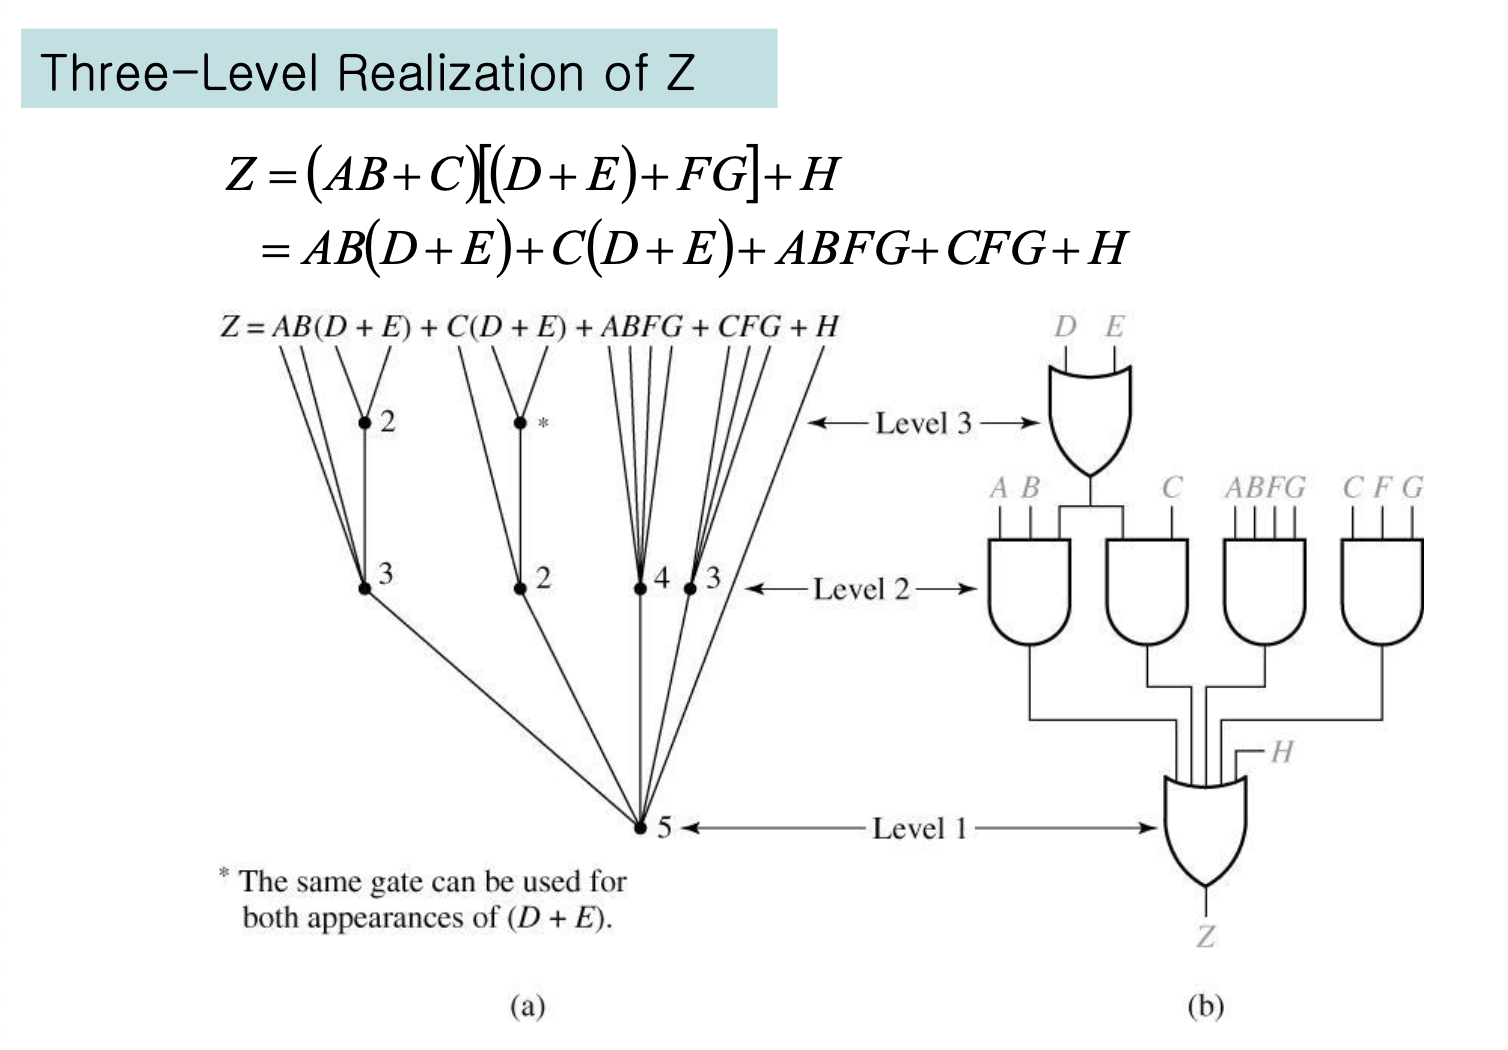 Three-Level Realization of Z
Z = (AB + C)[(D + E) + FG] + H
= AB(D + E) + C(D + E) + ABFG + CFG + H
Z = AB(D + E) + C(D + E) + ABFG + CFG + H
D E
2
*
Level 3
A B
C
ABFG
C F G
3
2
4
3
Level 2
H
5
Level 1
* The same gate can be used for
both appearances of (D + E).
Z
(a)
(b)